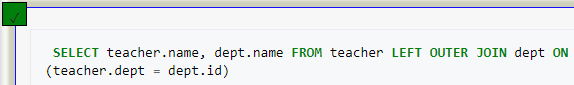 SELECT teacher.name, dept.name FROM teacher LEFT OUTER JOIN dept ON
(teacher.dept = dept.id)